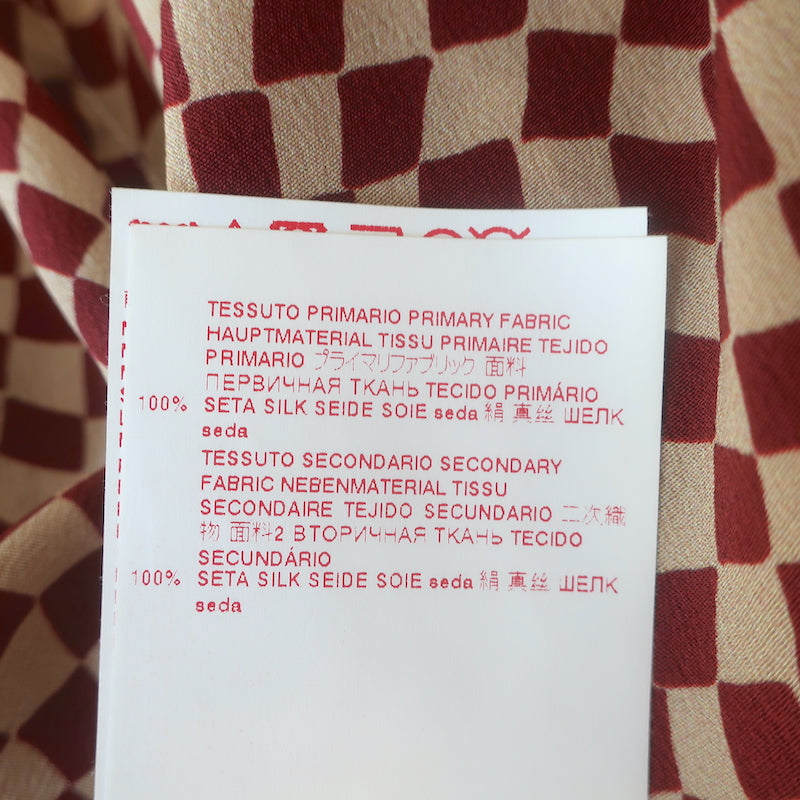 TESSUTO PRIMARIO PRIMARY FABRIC
HAUPTMATERIAL TISSU PRIMAIRE TEJIDO
PRIMARIO プライマリファブリック 面料
ПЕРВИЧНАЯ ТКАНЬ TECIDO PRIMÁRIO
100% SETA SILK SEIDE SOIE seda 絹 真丝 ШЕЛК
seda
TESSUTO SECONDARIO SECONDARY
FABRIC NEBENMATERIAL TISSU
SECONDAIRE TEJIDO SECUNDARIO 二次織
物 面料2 ВТОРИЧНАЯ ТКАНЬ TECIDO
SECUNDÁRIO
100% SETA SILK SEIDE SOIE seda 絹 真丝 ШЕЛК
seda